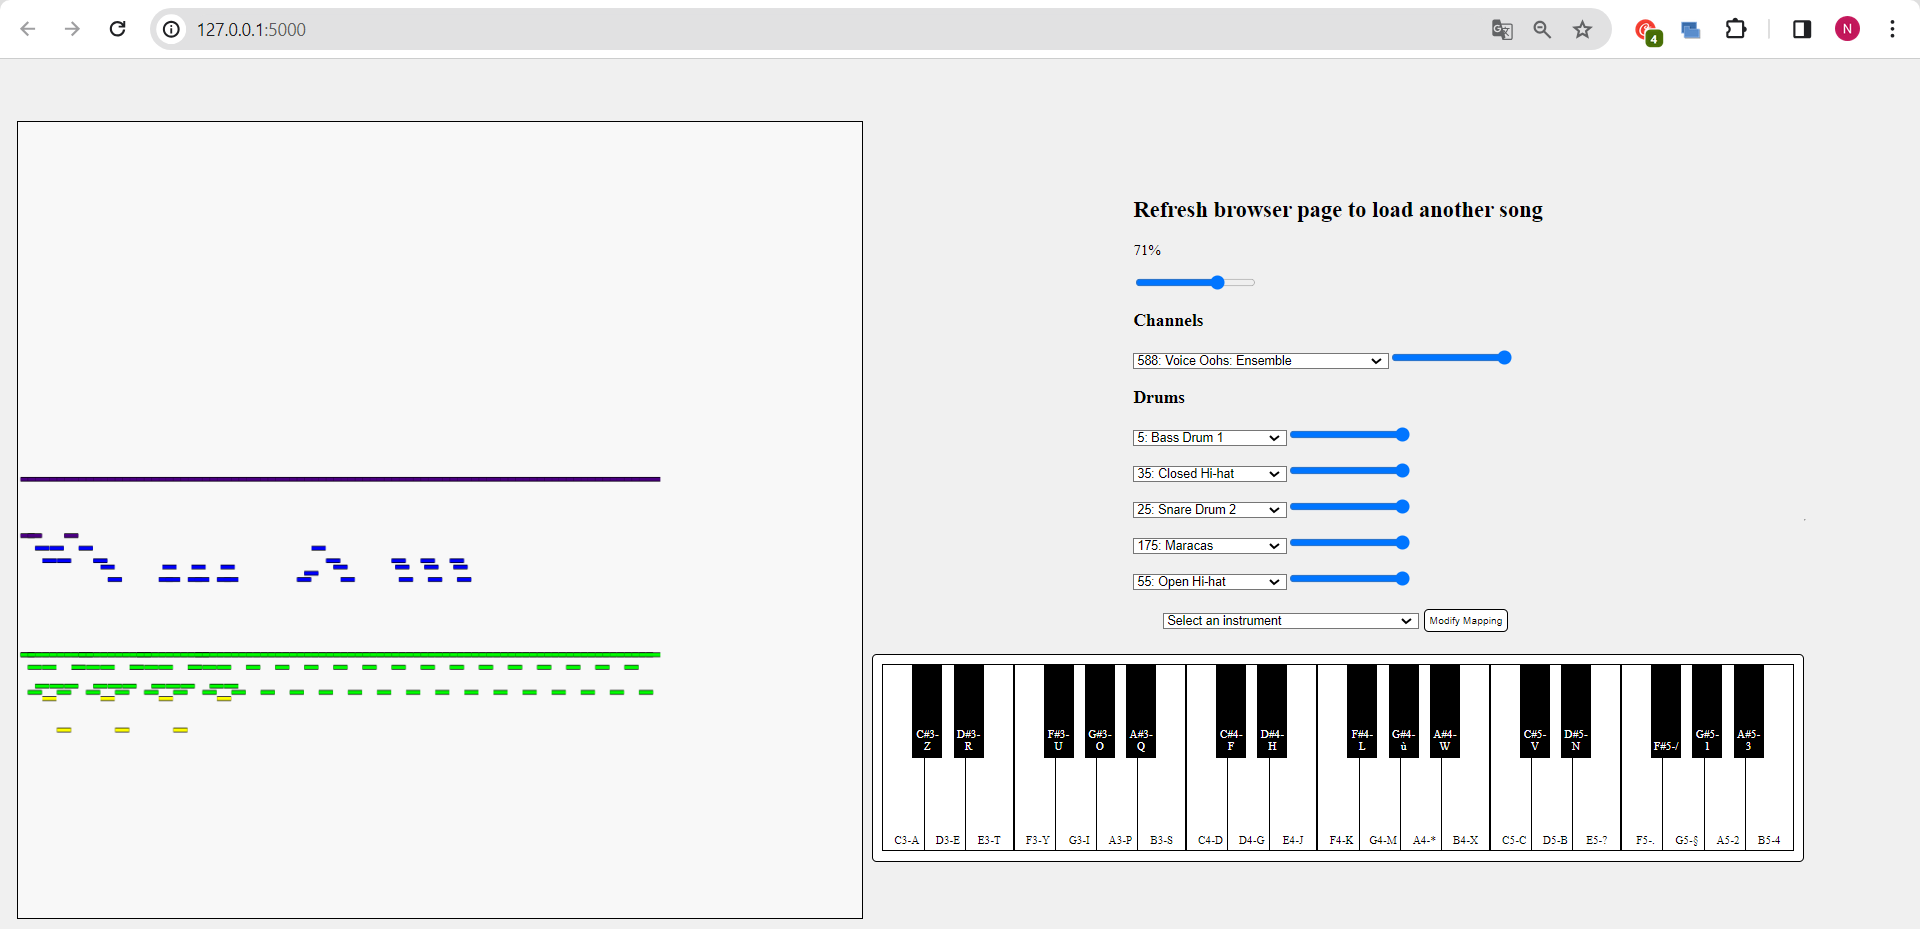 127.0.0.1:5000
4
N
Refresh browser page to load another song
71%
Channels
588: Voice Oohs: Ensemble
Drums
5: Bass Drum 1
35: Closed Hi-hat
25: Snare Drum 2
175: Maracas
55: Open Hi-hat
Select an instrument
Modify Mapping
C#3-Z
D#3-R
F#3-U
G#3-O
A#3-Q
C#4-F
D#4-H
F#4-L
G#4-ù
A#4-W
C#5-V
D#5-N
F#5-/
G#5-1
A#5-3
C3-A
D3-E
E3-T
F3-Y
G3-I
A3-P
B3-S
C4-D
D4-G
E4-J
F4-K
G4-M
A4-*
B4-X
C5-C
D5-B
E5-?
F5-.
G5-§
A5-2
B5-4